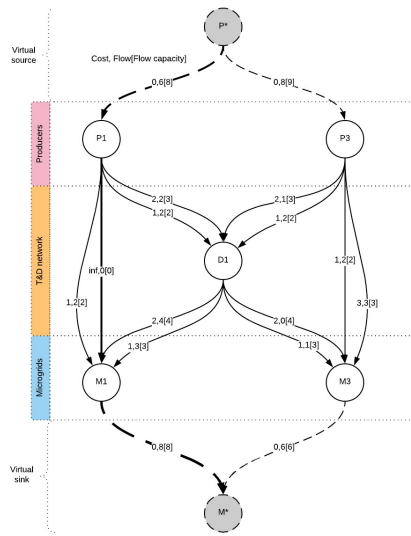 P*
Virtual
source
Cost, Flow[Flow capacity]
0,6[8]
0,8[9]
Producers
P1
P3
2,2[3]
2,1[3]
1,2[2]
1,2[2]
T&D network
D1
inf,0[0]
1,2[2]
1,2[2]
3,3[3]
2,4[4]
2,0[4]
1,3[3]
1,1[3]
Microgrids
M1
M3
0,8[8]
0,6[6]
Virtual
sink
M*